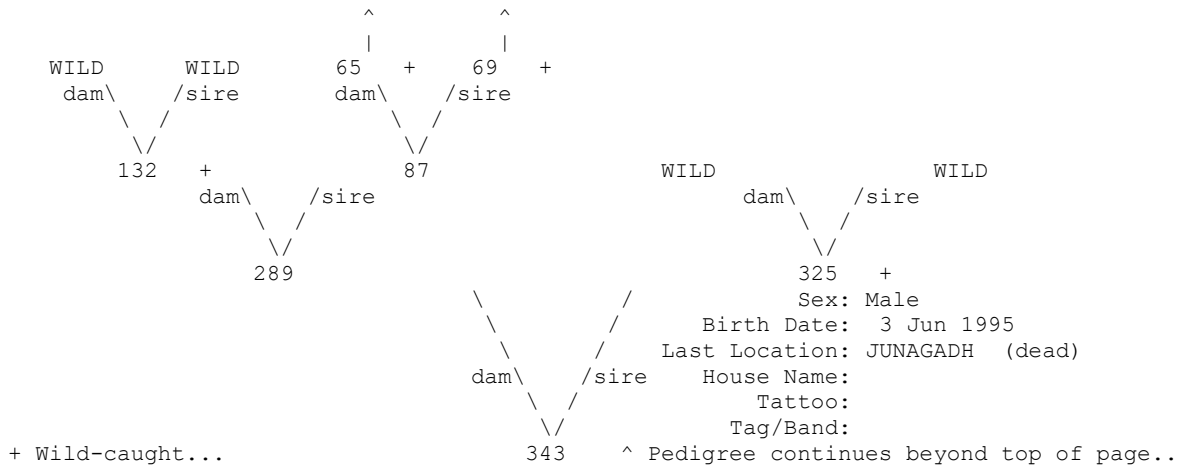 ^ ^
| |
WILD WILD 65 + 69 +
dam\ /sire dam\ /sire
\ / \ /
\/ \/
132 + 87 WILD WILD
dam\ /sire dam\ /sire
\ / \ /
\/ \/
289 325 +
\ / Sex: Male
\ / Birth Date: 3 Jun 1995
\ / Last Location: JUNAGADH (dead)
dam\ /sire House Name:
\ / Tattoo:
\/ Tag/Band:
+ Wild-caught... 343 ^ Pedigree continues beyond top of page..